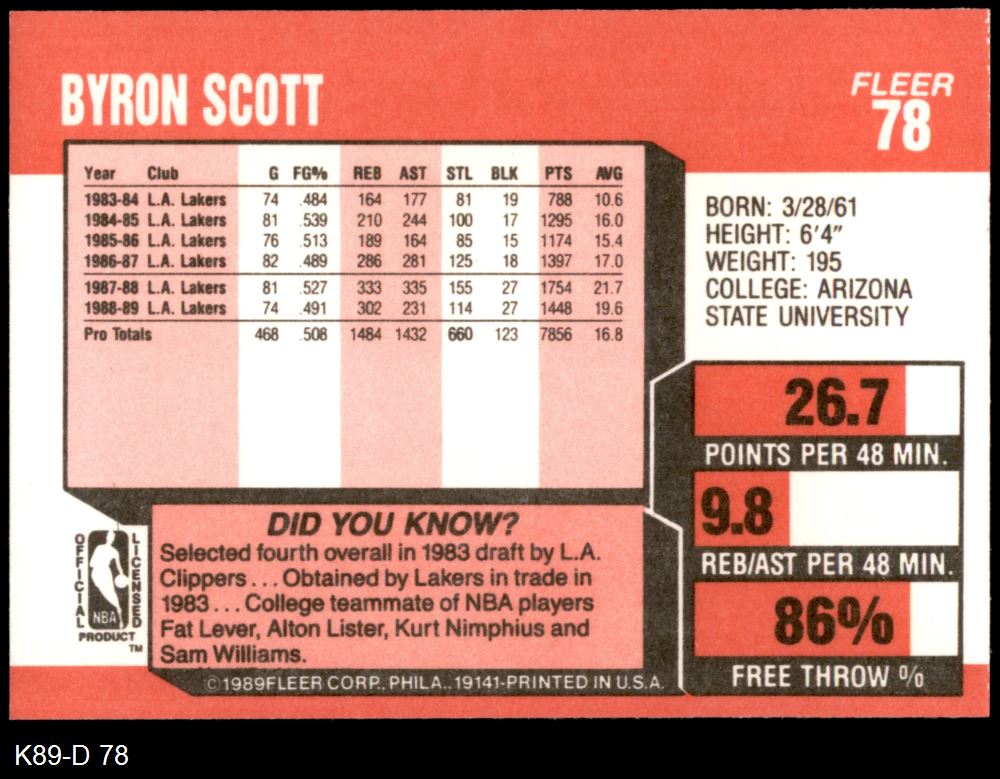 BYRON SCOTT
FLEER
78
Year Club G FG% REB AST STL BLK PTS AVG
1983-84 L.A. Lakers 74 .484 164 177 81 19 788 10.6
1984-85 L.A. Lakers 81 .539 210 244 100 17 1295 16.0
1985-86 L.A. Lakers 76 .513 189 164 85 15 1174 15.4
1986-87 L.A. Lakers 82 .489 286 281 125 18 1397 17.0
1987-88 L.A. Lakers 81 .527 333 335 155 27 1754 21.7
1988-89 L.A. Lakers 74 .491 302 231 114 27 1448 19.6
Pro Totals 468 .508 1484 1432 660 123 7856 16.8
BORN: 3/28/61
HEIGHT: 6'4"
WEIGHT: 195
COLLEGE: ARIZONA
STATE UNIVERSITY
26.7
POINTS PER 48 MIN.
9.8
REB/AST PER 48 MIN.
86%
FREE THROW %
DID YOU KNOW?
Selected fourth overall in 1983 draft by L.A.
Clippers . . . Obtained by Lakers in trade in
1983 . . . College teammate of NBA players
Fat Lever, Alton Lister, Kurt Nimphius and
Sam Williams.
OFFICIAL
LICENSED
NBA
PRODUCT
TM
©1989 FLEER CORP., PHILA., 19141-PRINTED IN U.S.A.
K89-D 78